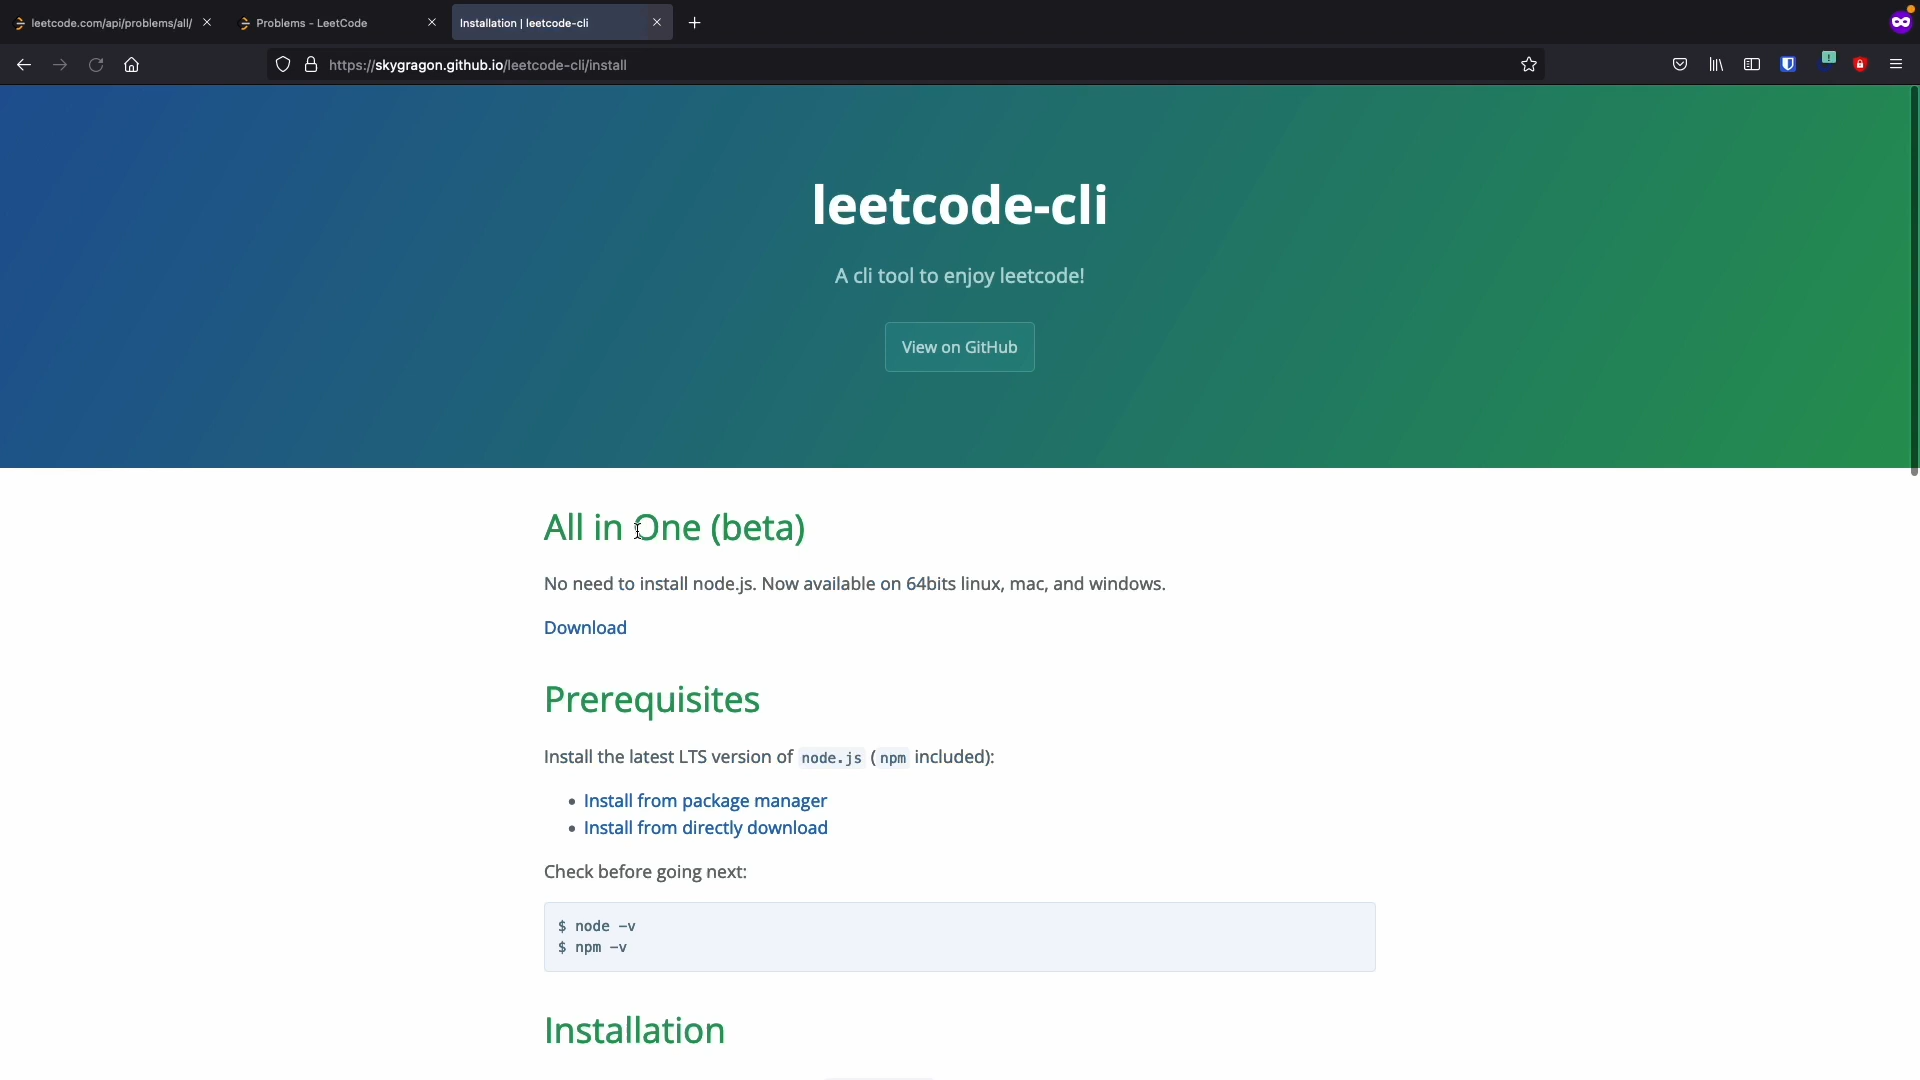 leetcode.com/api/problems/all/
Problems - LeetCode
Installation | leetcode-cli
https://skygragon.github.io/leetcode-cli/install
leetcode-cli
A cli tool to enjoy leetcode!
View on GitHub
All in One (beta)
No need to install node.js. Now available on 64bits linux, mac, and windows.
Download
Prerequisites
Install the latest LTS version of node.js (npm included):
• Install from package manager
• Install from directly download
Check before going next:
$ node -v
$ npm -v
Installation